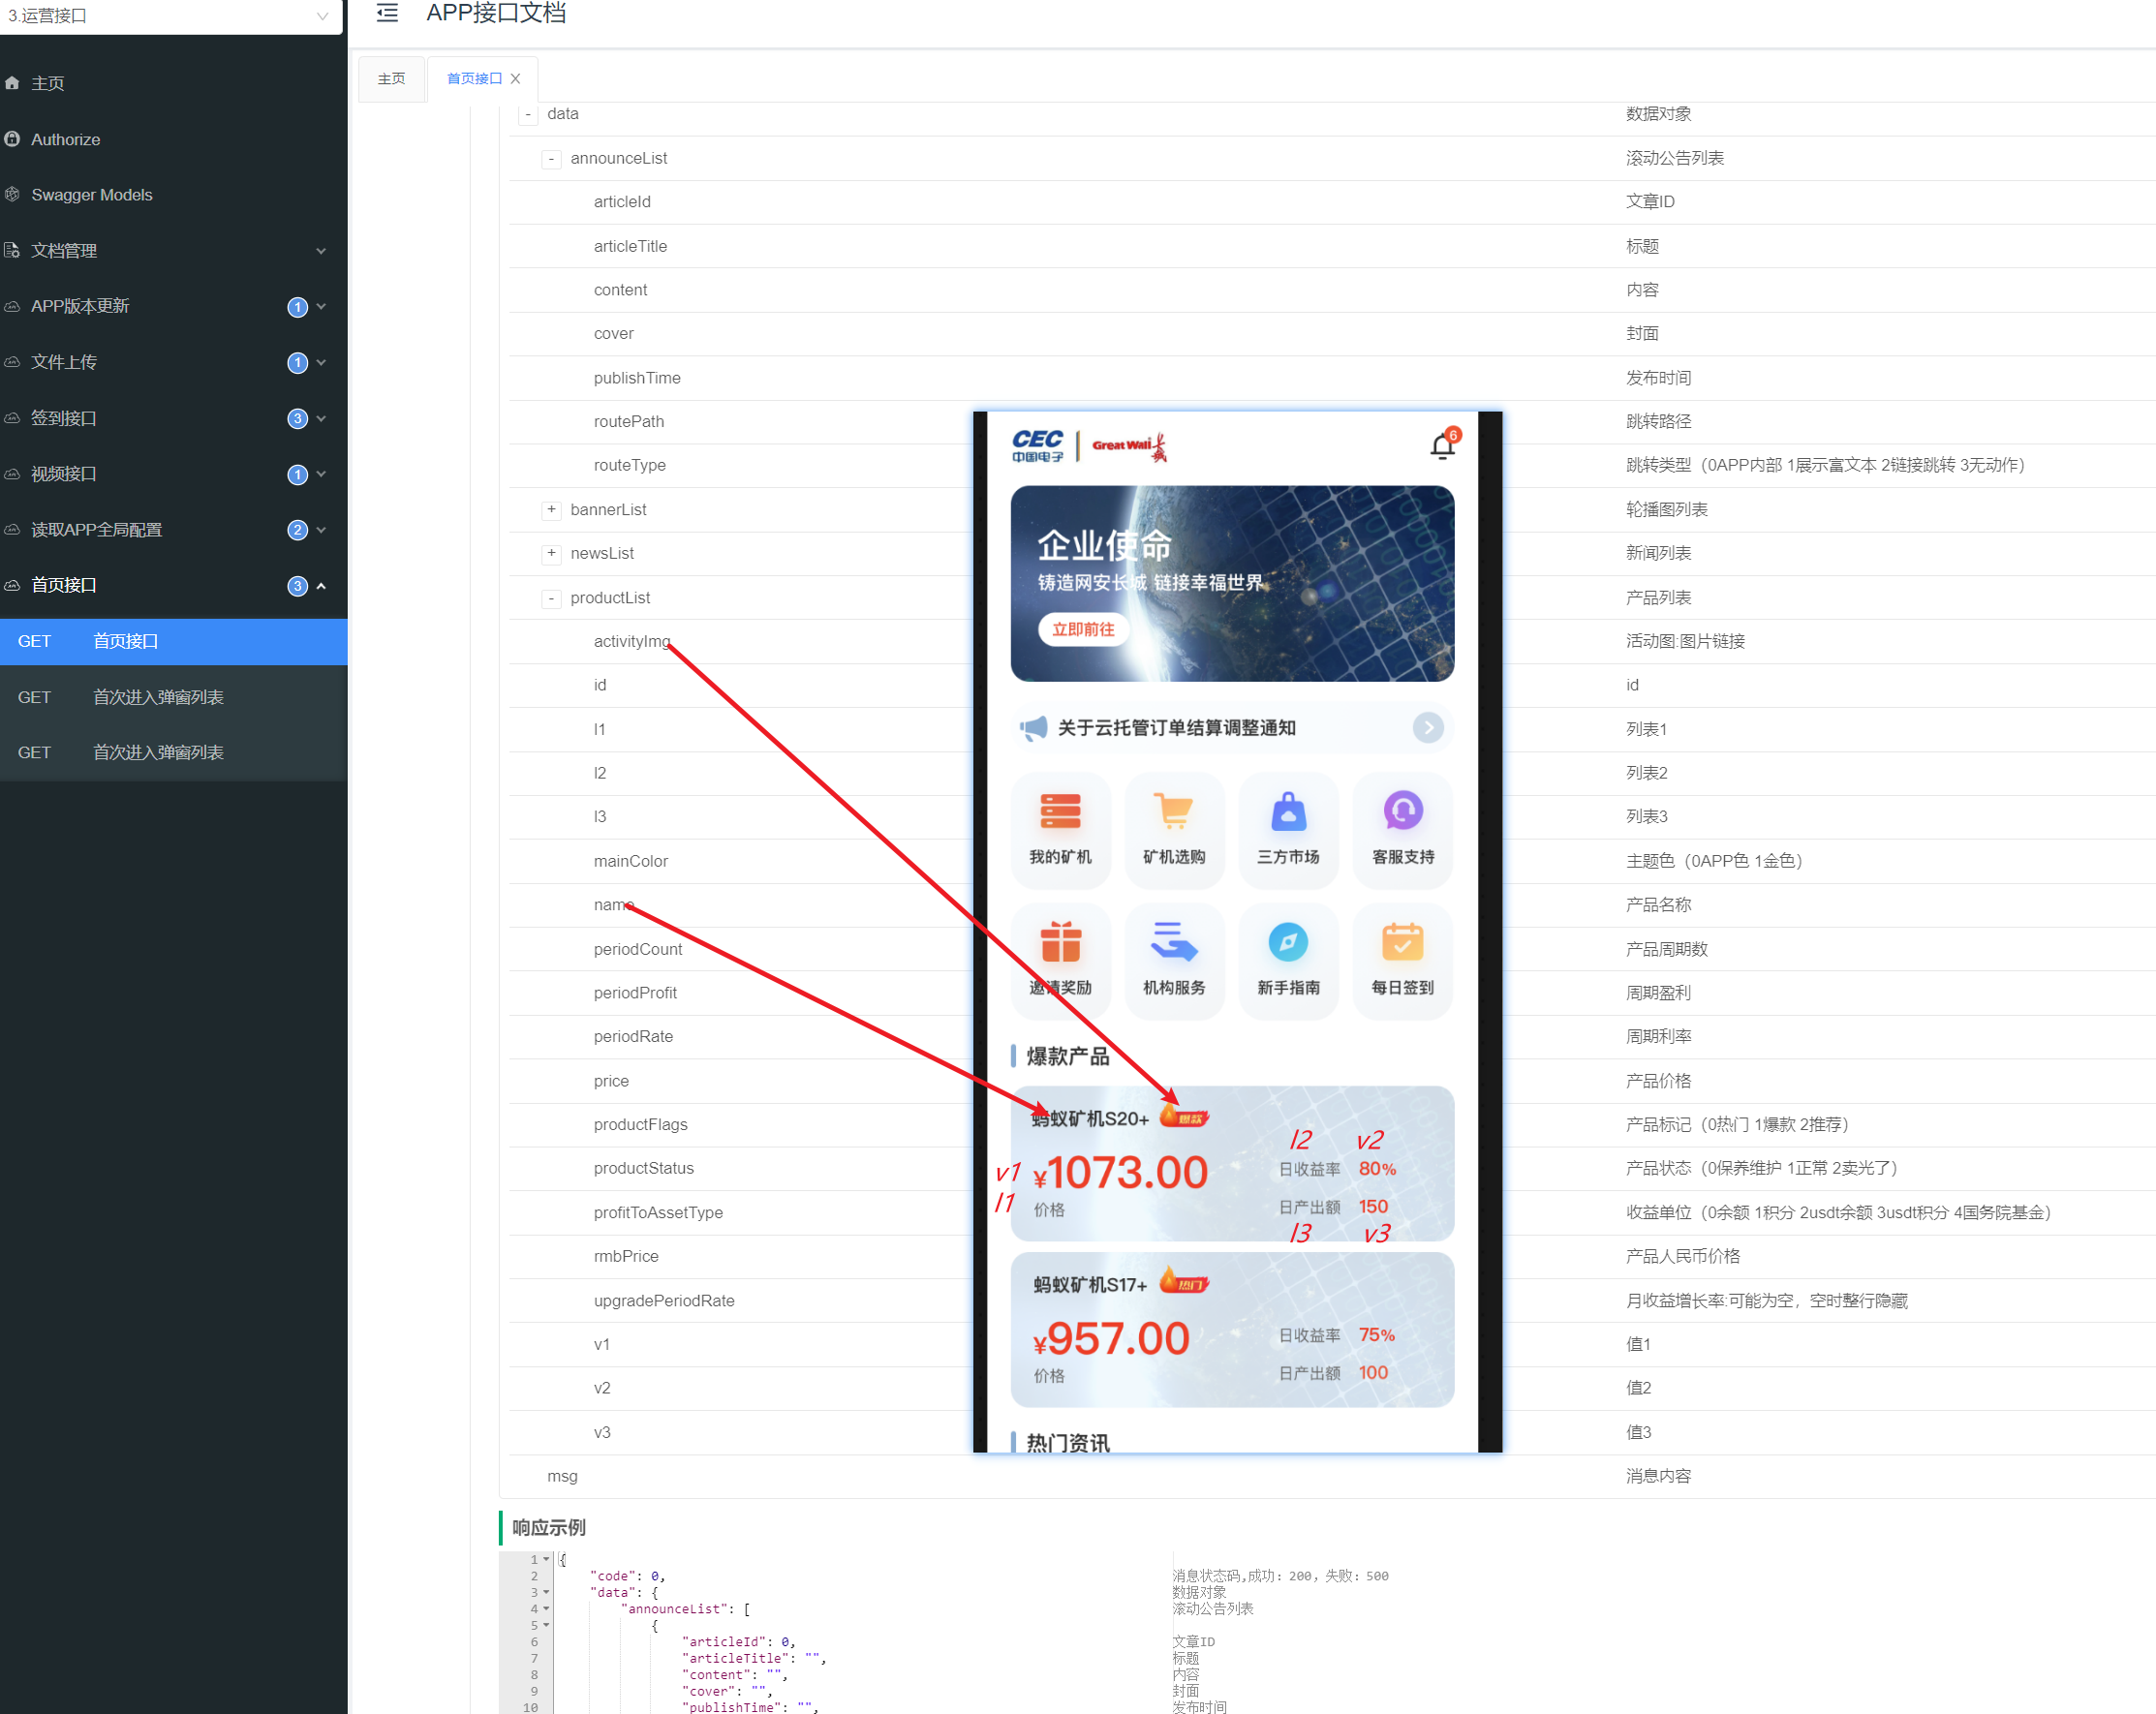 3.运营接口
APP接口文档
主页
首页接口
主页
Authorize
Swagger Models
文档管理
APP版本更新 1
文件上传 1
签到接口 3
视频接口 1
读取APP全局配置 2
首页接口 3
GET 首页接口
GET 首次进入弹窗列表
GET 首次进入弹窗列表
- data 数据对象
- announceList 滚动公告列表
articleId 文章ID
articleTitle 标题
content 内容
cover 封面
publishTime 发布时间
routePath 跳转路径
routeType 跳转类型（0APP内部 1展示富文本 2链接跳转 3无动作）
+ bannerList 轮播图列表
+ newsList 新闻列表
- productList 产品列表
activityImg 活动图:图片链接
id id
l1 列表1
l2 列表2
l3 列表3
mainColor 主题色（0APP色 1金色）
name 产品名称
periodCount 产品周期数
periodProfit 周期盈利
periodRate 周期利率
price 产品价格
productFlags 产品标记（0热门 1爆款 2推荐）
productStatus 产品状态（0保养维护 1正常 2卖光了）
profitToAssetType 收益单位（0余额 1积分 2usdt余额 3usdt积分 4国务院基金）
rmbPrice 产品人民币价格
upgradePeriodRate 月收益增长率:可能为空，空时整行隐藏
v1 值1
v2 值2
v3 值3
msg 消息内容
CEC
中国电子
Great Wall 长城
6
企业使命
铸造网安长城 链接幸福世界
立即前往
关于云托管订单结算调整通知
我的矿机 矿机选购 三方市场 客服支持
邀请奖励 机构服务 新手指南 每日签到
爆款产品
蚂蚁矿机S20+ 爆款
l2 v2
v1 ¥1073.00 日收益率 80%
l1 价格 日产出额 150
l3 v3
蚂蚁矿机S17+ 热门
¥957.00 日收益率 75%
价格 日产出额 100
热门资讯
响应示例
1 {
2 "code": 0, 消息状态码,成功: 200, 失败: 500
3 "data": { 数据对象
4 "announceList": [ 滚动公告列表
5 {
6 "articleId": 0, 文章ID
7 "articleTitle": "", 标题
8 "content": "", 内容
9 "cover": "", 封面
10 "publishTime": "", 发布时间